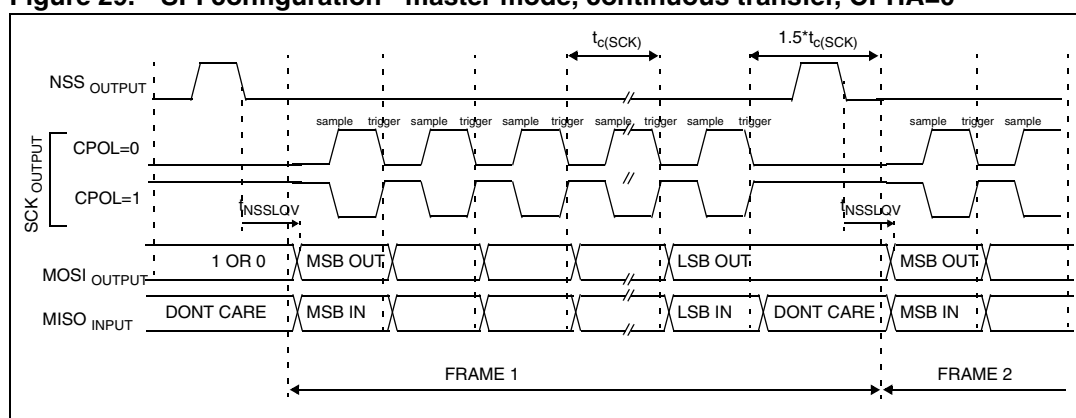 Figure 29. SPI configuration - master mode, continuous transfer, CPHA=0
tc(SCK) 1.5*tc(SCK)
NSS OUTPUT
sample trigger sample trigger sample trigger sample trigger sample trigger sample trigger sample
SCK OUTPUT
CPOL=0
CPOL=1
tNSSLQV tNSSLQV
MOSI OUTPUT 1 OR 0 MSB OUT LSB OUT MSB OUT
MISO INPUT DONT CARE MSB IN LSB IN DONT CARE MSB IN
FRAME 1 FRAME 2